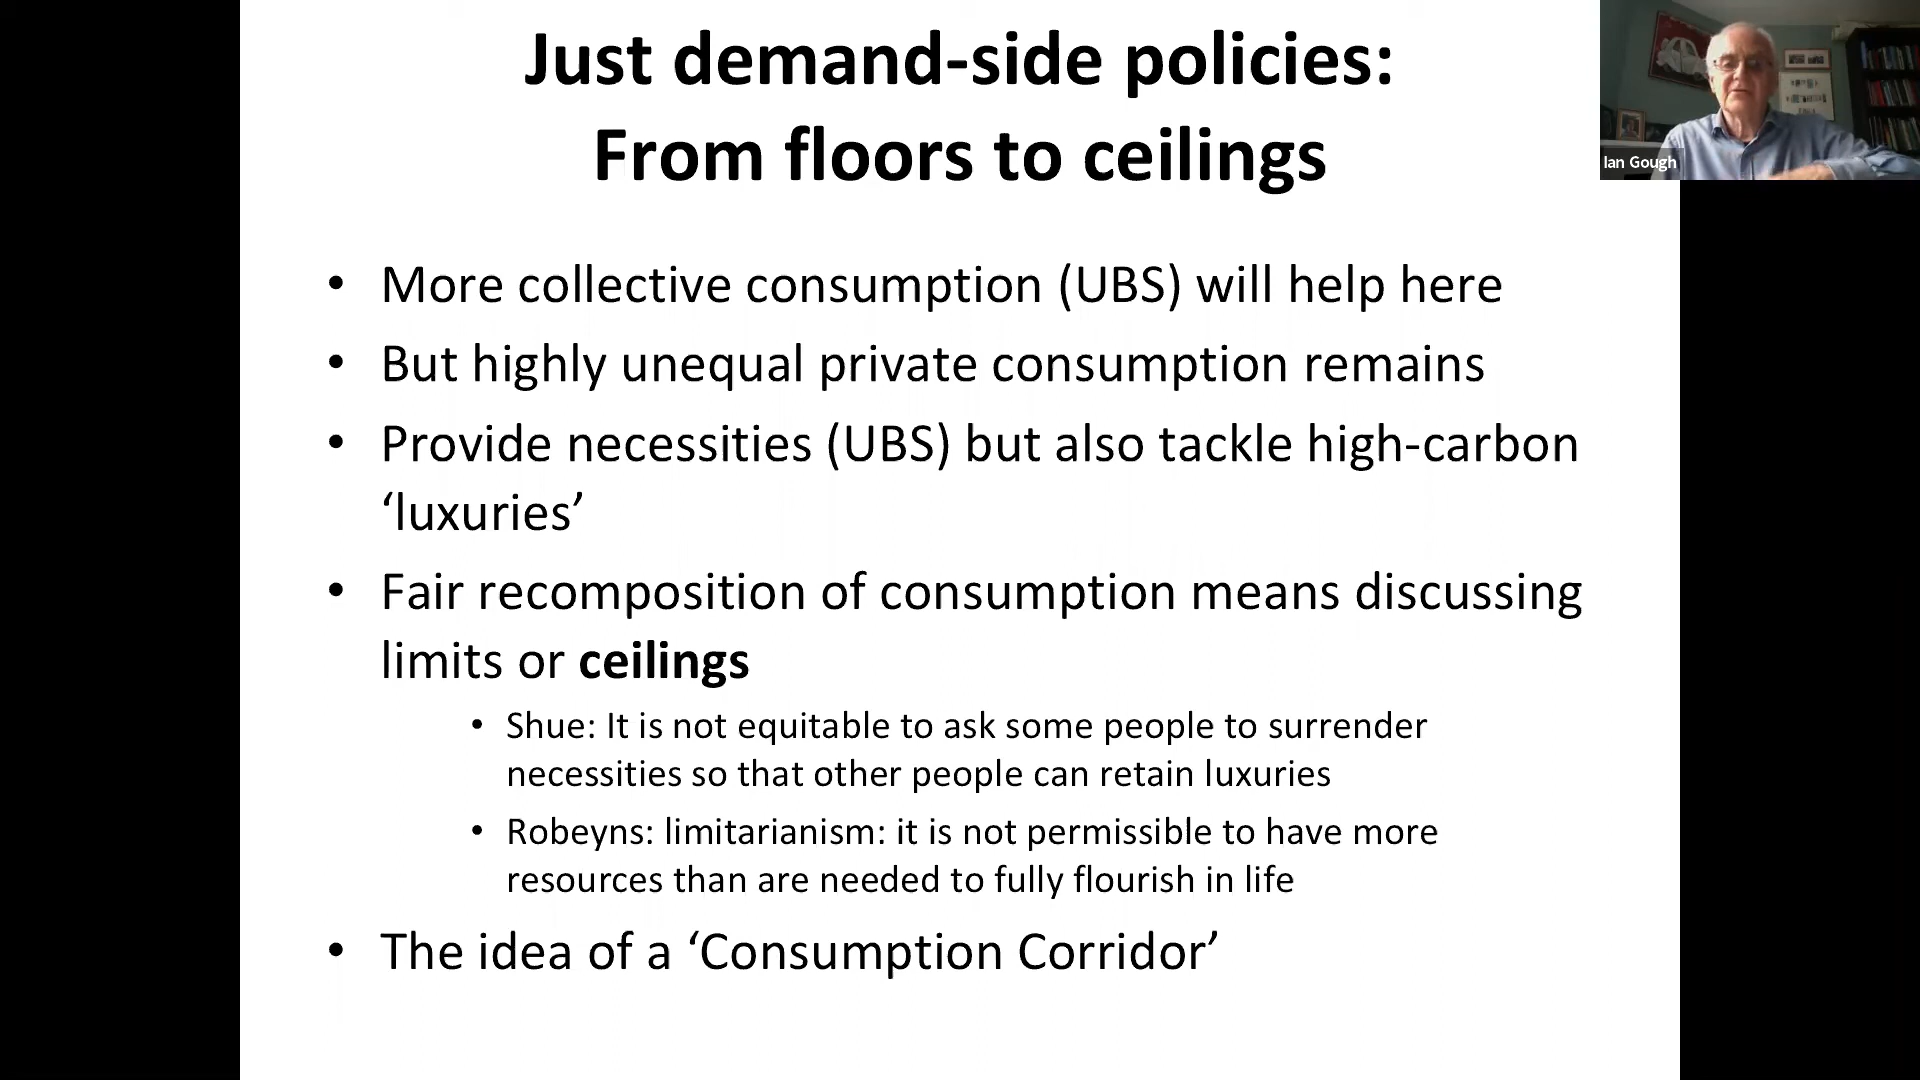 Just demand-side policies:
From floors to ceilings
Ian Gough
• More collective consumption (UBS) will help here
• But highly unequal private consumption remains
• Provide necessities (UBS) but also tackle high-carbon
‘luxuries’
• Fair recomposition of consumption means discussing
limits or ceilings
• Shue: It is not equitable to ask some people to surrender
necessities so that other people can retain luxuries
• Robeyns: limitarianism: it is not permissible to have more
resources than are needed to fully flourish in life
• The idea of a ‘Consumption Corridor’